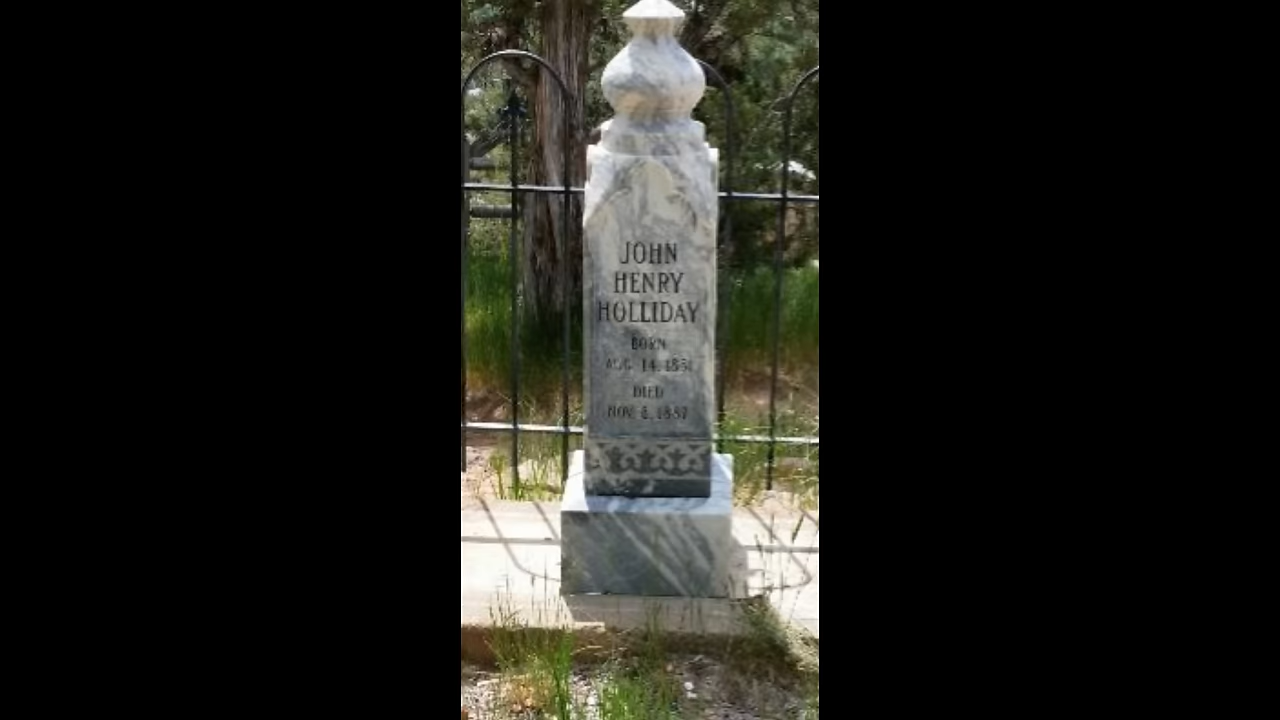 JOHN
HENRY
HOLLIDAY
BORN
AUG. 14, 1851
DIED
NOV. 8, 1887